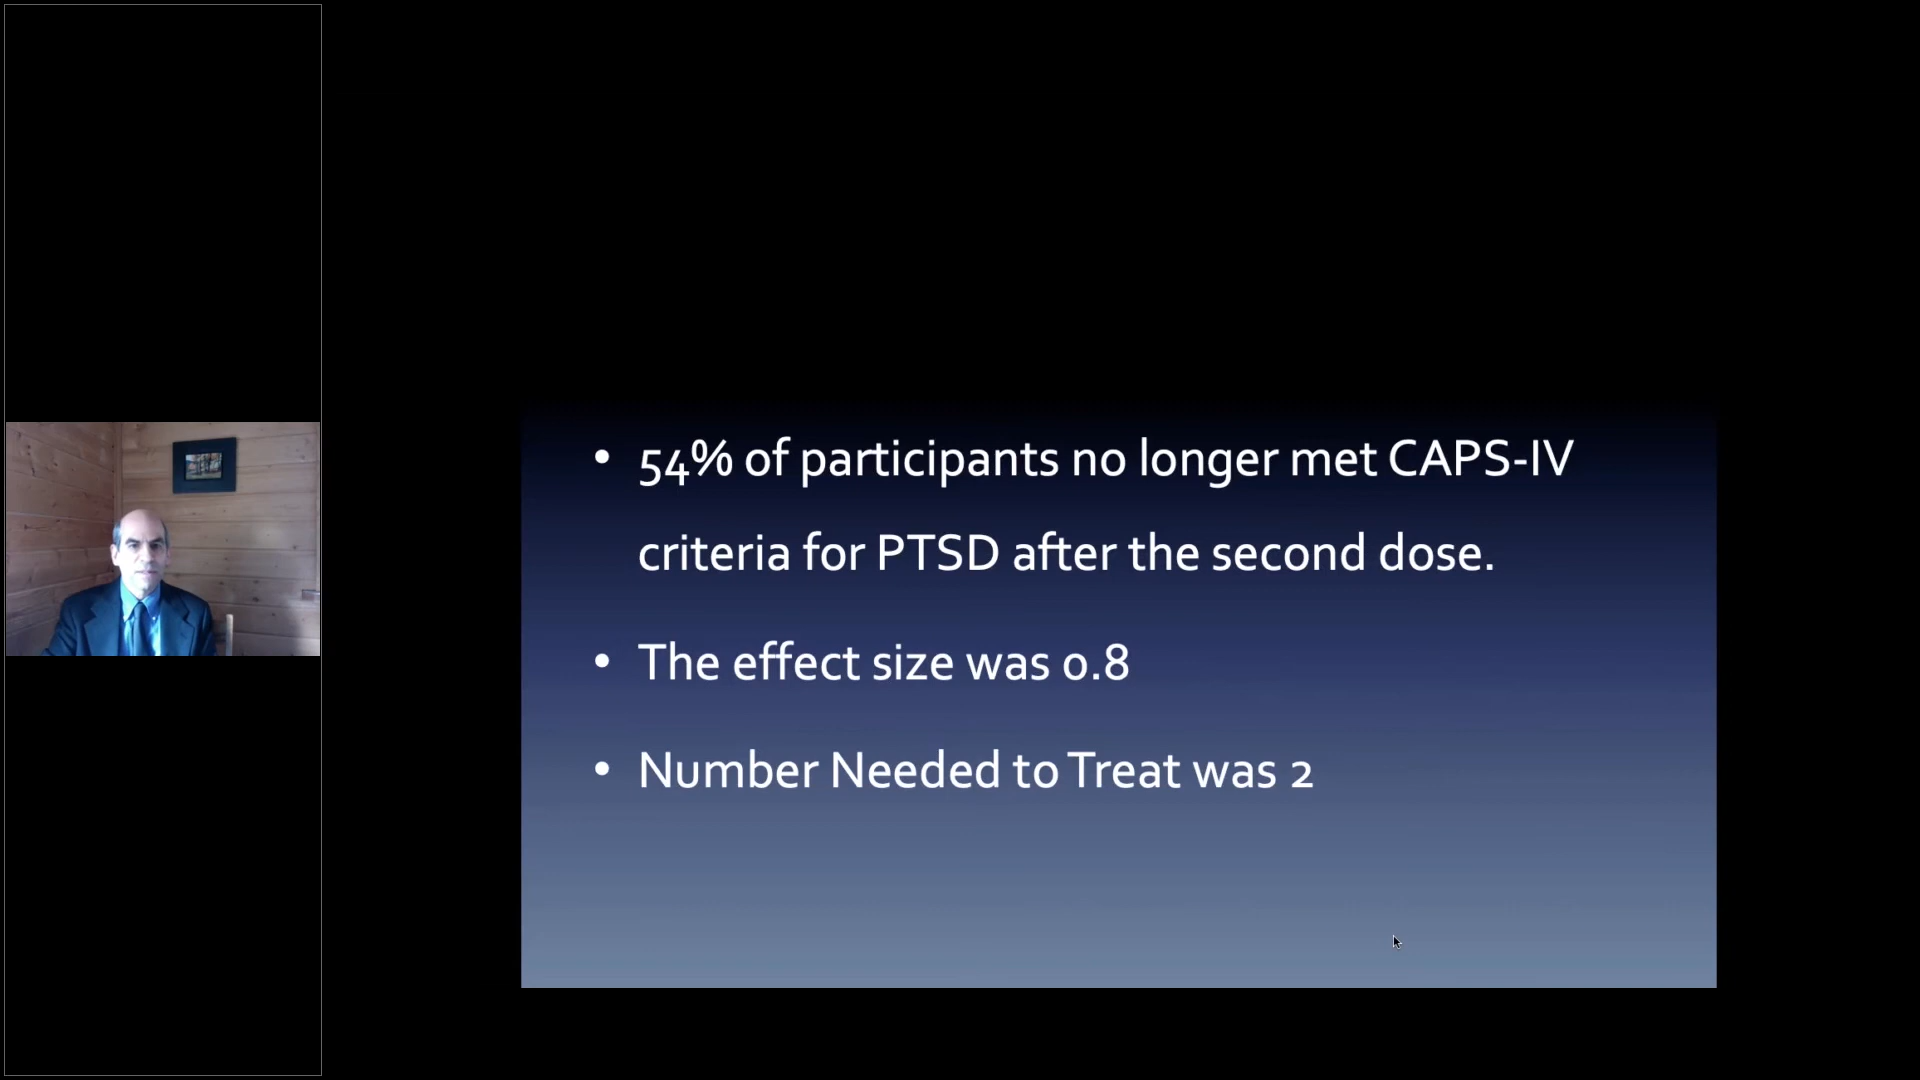 • 54% of participants no longer met CAPS-IV
criteria for PTSD after the second dose.
• The effect size was 0.8
• Number Needed to Treat was 2